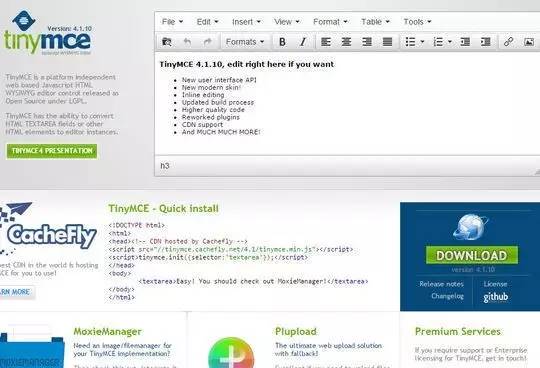 Version: 4.1.10
tinymce
Javascript WYSIWYG Editor
TinyMCE is a platform independent
web based Javascript HTML
WYSIWYG editor control released as
Open Source under LGPL.
TinyMCE has the ability to convert
HTML TEXTAREA fields or other
HTML elements to editor instances.
TINYMCE4 PRESENTATION
File Edit Insert View Format Table Tools
Formats B I
TinyMCE 4.1.10, edit right here if you want
New user interface API
New modern skin!
Inline editing
Updated build process
Higher quality code
Reworked plugins
CDN support
And MUCH MUCH MORE!
h3
CacheFly
est CDN in the world is hosting
MCE for you to use!
ARN MORE
TinyMCE - Quick install
<!DOCTYPE html>
<html>
<head><!-- CDN hosted by Cachefly -->
<script src="//tinymce.cachefly.net/4.1/tinymce.min.js"></script>
<script>tinymce.init({selector:'textarea'});</script>
</head>
<body>
<textarea>Easy! You should check out MoxieManager!</textarea>
</body>
</html>
DOWNLOAD
version 4.1.10
Release notes
License
Changelog
github
MOXIEMANAGER
MoxieManager
Need an image/filemanager for
your TinyMCE implementation?
Plupload
The ultimate web upload solution
with fallback!
Premium Services
If you require support or Enterprise
licensing for TinyMCE, get in touch!